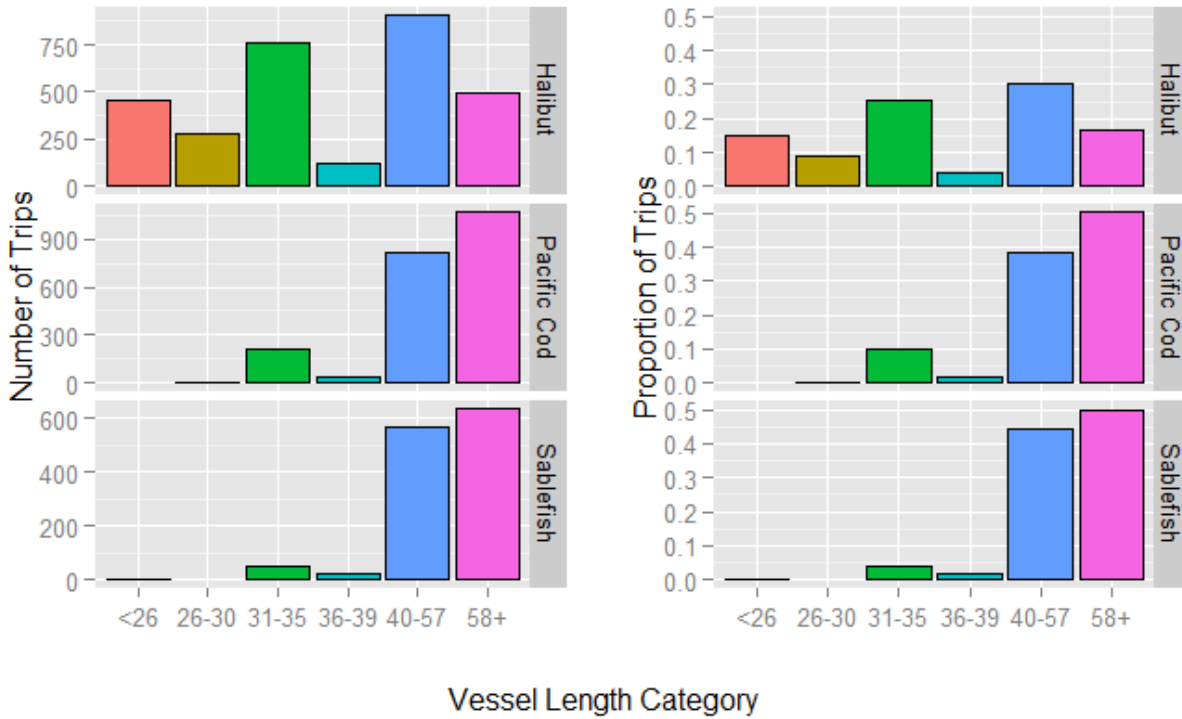 Number of Trips
750
500
250
0
Halibut
900
600
300
0
Pacific Cod
600
400
200
0
Sablefish
<26 26-30 31-35 36-39 40-57 58+
Proportion of Trips
0.5
0.4
0.3
0.2
0.1
0.0
Halibut
0.5
0.4
0.3
0.2
0.1
0.0
Pacific Cod
0.5
0.4
0.3
0.2
0.1
0.0
Sablefish
<26 26-30 31-35 36-39 40-57 58+
Vessel Length Category